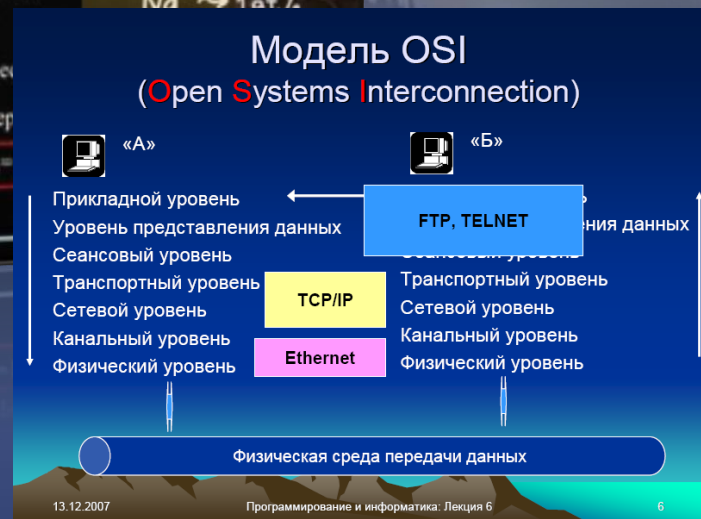 Модель OSI
(Open Systems Interconnection)
«А»
«Б»
Прикладной уровень
Уровень представления данных
Сеансовый уровень
Транспортный уровень
Сетевой уровень
Канальный уровень
Физический уровень
FTP, TELNET
TCP/IP
Ethernet
данных
Транспортный уровень
Сетевой уровень
Канальный уровень
Физический уровень
Физическая среда передачи данных
13.12.2007
Программирование и информатика: Лекция 6
6